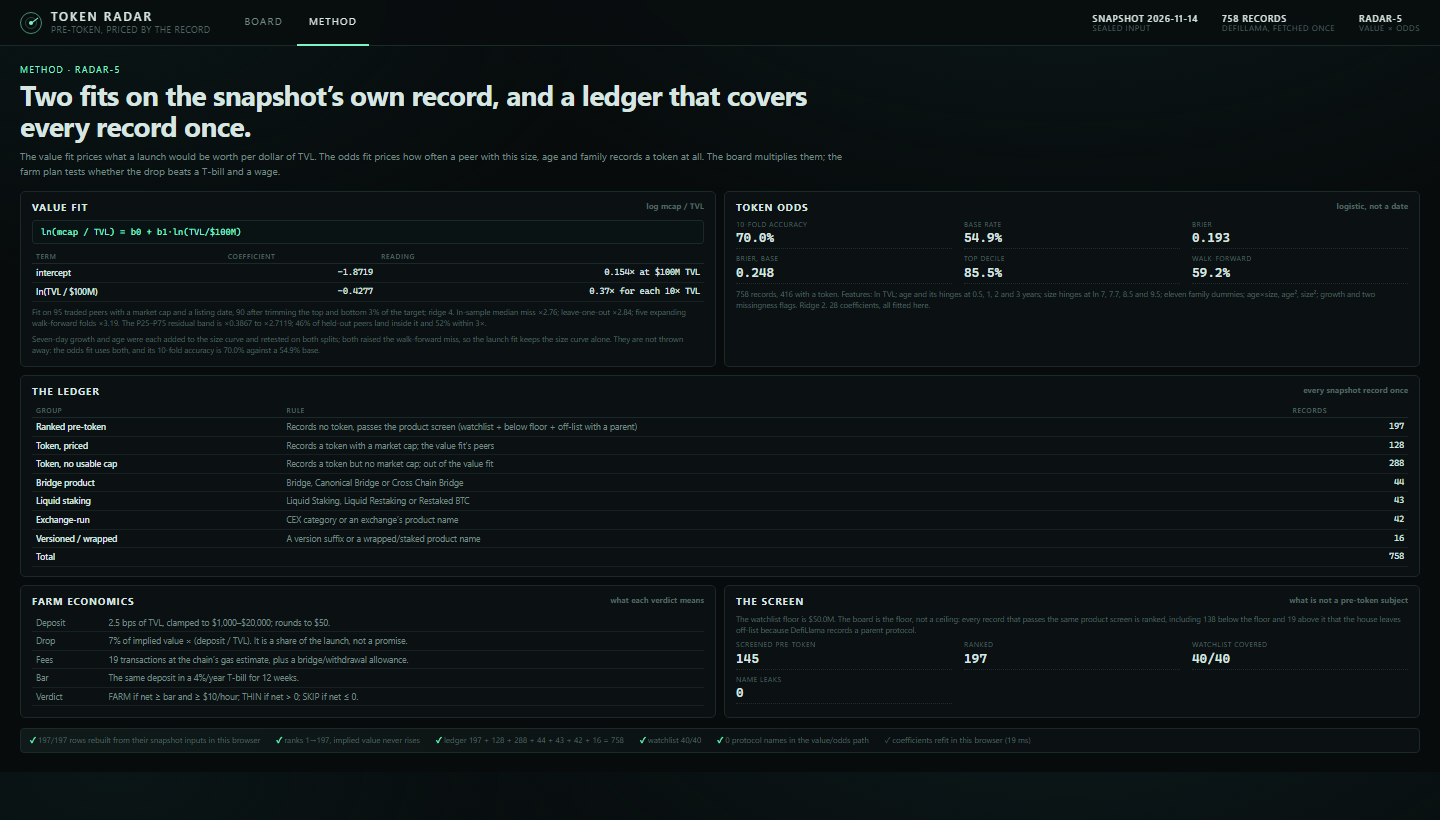 TOKEN RADAR
PRE-TOKEN, PRICED BY THE RECORD
BOARD
METHOD
SNAPSHOT 2026-11-14
SEALED INPUT
758 RECORDS
DEFILLAMA, FETCHED ONCE
RADAR-5
VALUE × ODDS
METHOD · RADAR-5
Two fits on the snapshot's own record, and a ledger that covers
every record once.
The value fit prices what a launch would be worth per dollar of TVL. The odds fit prices how often a peer with this size, age and family records a token at all. The board multiplies them; the
farm plan tests whether the drop beats a T-bill and a wage.
VALUE FIT
log mcap / TVL
ln(mcap / TVL) = b0 + b1·ln(TVL/$100M)
TERM COEFFICIENT READING
intercept −1.8719 0.154× at $100M TVL
ln(TVL / $100M) −0.4277 0.37× for each 10× TVL
Fit on 95 traded peers with a market cap and a listing date, 90 after trimming the top and bottom 3% of the target; ridge 4. In-sample median miss ×2.76; leave-one-out ×2.84; five expanding
walk-forward folds ×3.19. The P25–P75 residual band is ×0.3867 to ×2.7119; 46% of held-out peers land inside it and 52% within 3×.
Seven-day growth and age were each added to the size curve and retested on both splits; both raised the walk-forward miss, so the launch fit keeps the size curve alone. They are not thrown
away: the odds fit uses both, and its 10-fold accuracy is 70.0% against a 54.9% base.
TOKEN ODDS
logistic, not a date
10 FOLD ACCURACY
70.0%
BASE RATE
54.9%
BRIER
0.193
BRIER, BASE
0.248
TOP DECILE
85.5%
WALK FORWARD
59.2%
758 records, 416 with a token. Features: ln TVL; age and its hinges at 0.5, 1, 2 and 3 years; size hinges at ln 7, 7.7, 8.5 and 9.5; eleven family dummies; age×size, age², size²; growth and two
missingness flags. Ridge 2. 28 coefficients, all fitted here.
THE LEDGER
every snapshot record once
GROUP RULE RECORDS
Ranked pre-token Records no token, passes the product screen (watchlist + below floor + off-list with a parent) 197
Token, priced Records a token with a market cap; the value fit's peers 128
Token, no usable cap Records a token but no market cap; out of the value fit 288
Bridge product Bridge, Canonical Bridge or Cross Chain Bridge 44
Liquid staking Liquid Staking, Liquid Restaking or Restaked BTC 43
Exchange-run CEX category or an exchange's product name 42
Versioned / wrapped A version suffix or a wrapped/staked product name 16
Total 758
FARM ECONOMICS
what each verdict means
Deposit 2.5 bps of TVL, clamped to $1,000–$20,000; rounds to $50.
Drop 7% of implied value × (deposit / TVL). It is a share of the launch, not a promise.
Fees 19 transactions at the chain's gas estimate, plus a bridge/withdrawal allowance.
Bar The same deposit in a 4%/year T-bill for 12 weeks.
Verdict FARM if net ≥ bar and ≥ $10/hour; THIN if net > 0; SKIP if net ≤ 0.
THE SCREEN
what is not a pre-token subject
The watchlist floor is $50.0M. The board is the floor, not a ceiling: every record that passes the same product screen is ranked, including 138 below the floor and 19 above it that the house leaves
off-list because DefiLlama records a parent protocol.
SCREENED PRE TOKEN
145
RANKED
197
WATCHLIST COVERED
40/40
NAME LEAKS
0
✓ 197/197 rows rebuilt from their snapshot inputs in this browser ✓ ranks 1–197, implied value never rises ✓ ledger 197 + 128 + 288 + 44 + 43 + 42 + 16 = 758 ✓ watchlist 40/40 ✓ 0 protocol names in the value/odds path ✓ coefficients refit in this browser (19 ms)